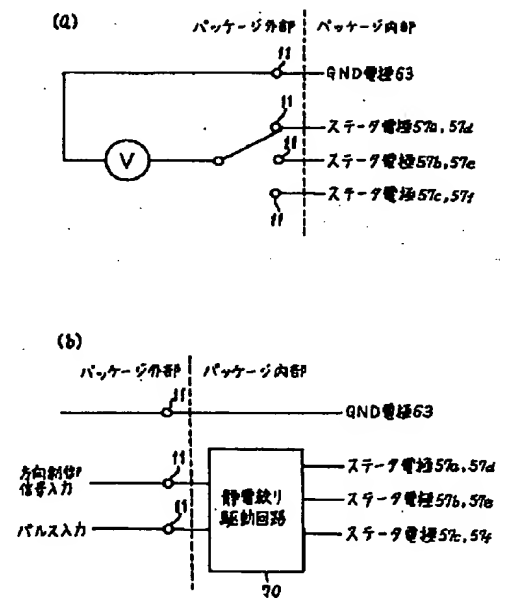 (a)
パッケージ外部 パッケージ内部
11
GND電極63
11
ステータ電極57a,57d
11
V
ステータ電極57b,57e
ステータ電極57c,57f
11
(b)
パッケージ外部 パッケージ内部
11
GND電極63
方向制御
信号入力
11
静電絞り
駆動回路
ステータ電極57a,57d
ステータ電極57b,57e
パルス入力
11
ステータ電極57c,57f
70